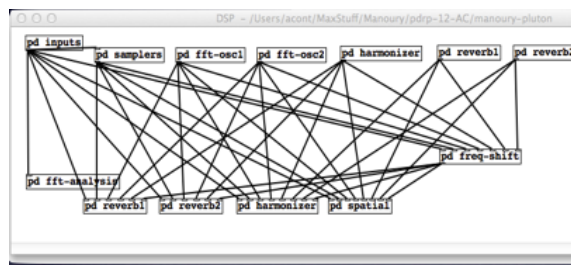 DSP - /Users/acont/MaxStuff/Manoury/pdrp-12-AC/manoury-pluton
pd inputs
pd samplers
pd fft-osc1
pd fft-osc2
pd harmonizer
pd reverb1
pd reverb2
pd freq-shift
pd fft-analysis
pd reverb1
pd reverb2
pd harmonizer
pd spatial